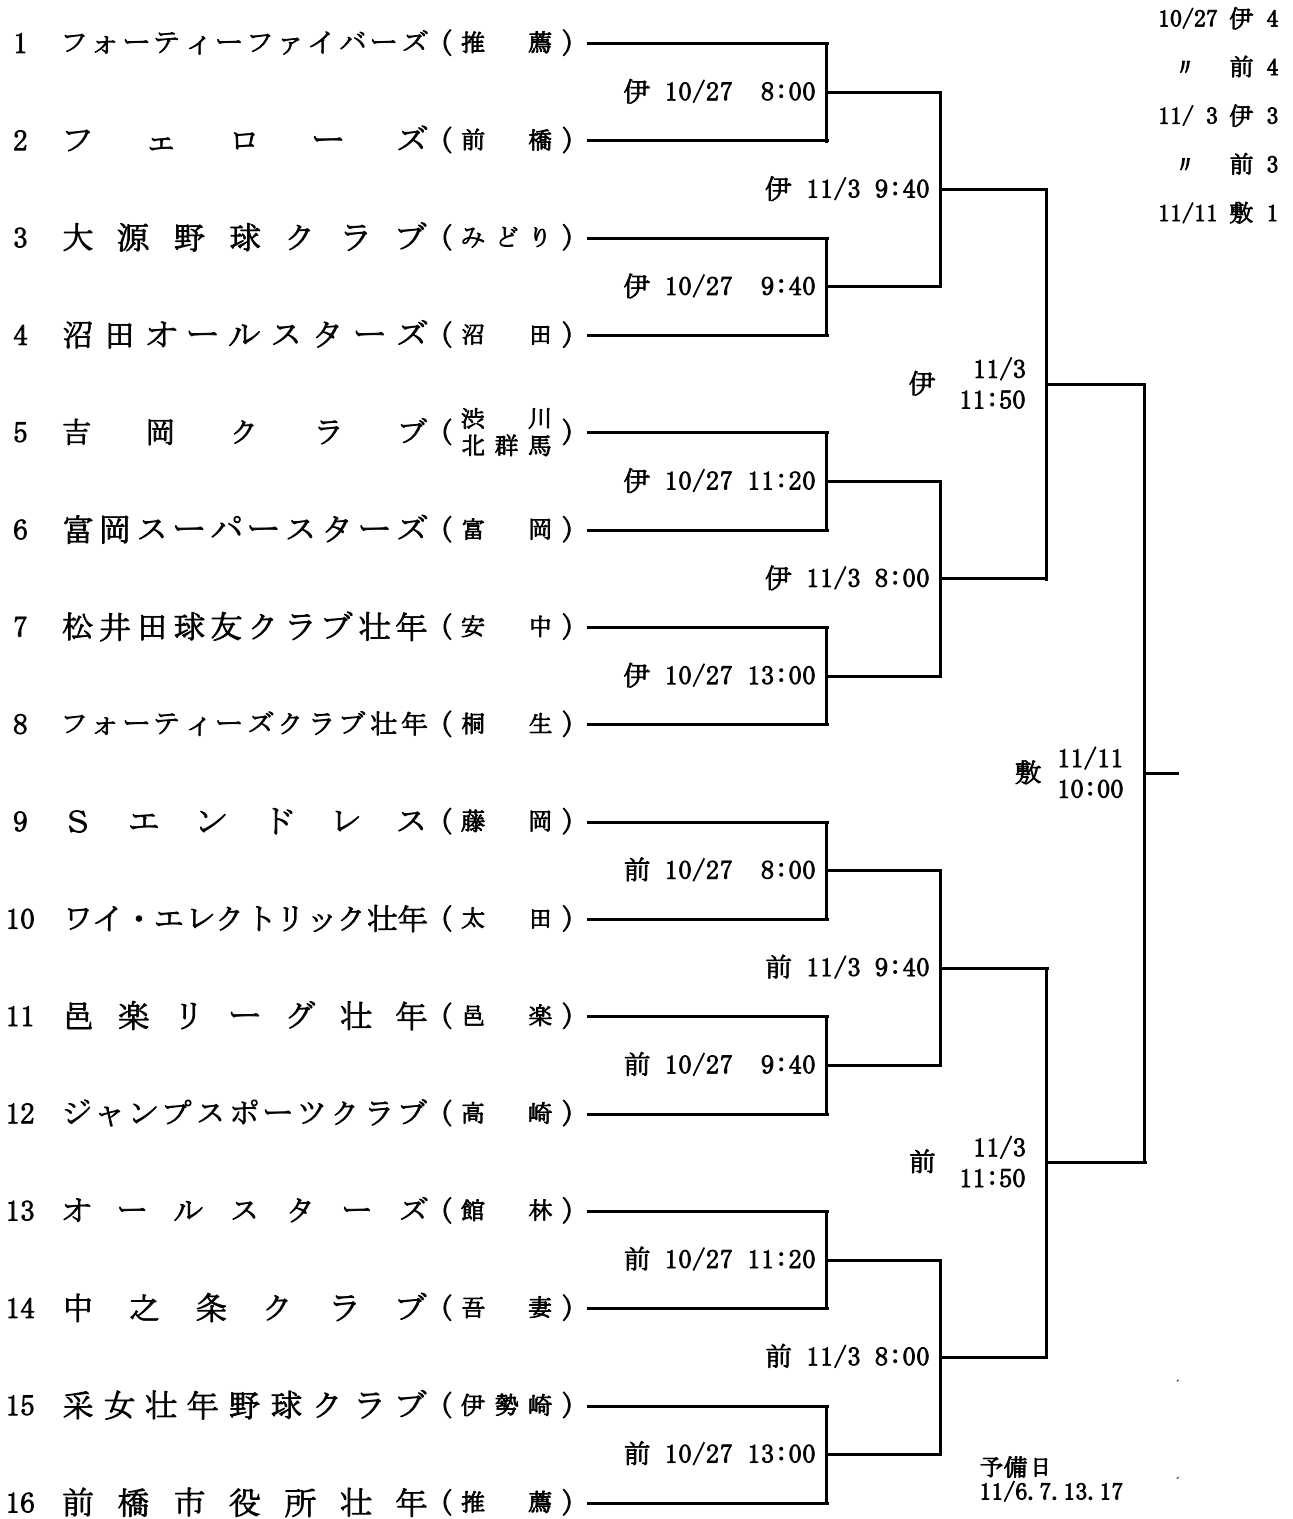 10/27 伊 4
〃 前 4
11/ 3 伊 3
〃 前 3
11/11 敷 1
1 フォーティーファイバーズ (推 薦)
伊 10/27 8:00
2 フェローズ (前 橋)
伊 11/3 9:40
3 大源野球クラブ (みどり)
伊 10/27 9:40
4 沼田オールスターズ (沼 田)
伊 11/3 11:50
5 吉岡クラブ (渋川北群馬)
伊 10/27 11:20
6 富岡スーパースターズ (富 岡)
伊 11/3 8:00
7 松井田球友クラブ壮年 (安 中)
伊 10/27 13:00
8 フォーティーズクラブ壮年 (桐 生)
敷 11/11 10:00
9 Sエンドレス (藤 岡)
前 10/27 8:00
10 ワイ・エレクトリック壮年 (太 田)
前 11/3 9:40
11 邑楽リーグ壮年 (邑 楽)
前 10/27 9:40
12 ジャンプスポーツクラブ (高 崎)
前 11/3 11:50
13 オールスターズ (館 林)
前 10/27 11:20
14 中之条クラブ (吾 妻)
前 11/3 8:00
15 采女壮年野球クラブ (伊勢崎)
前 10/27 13:00
16 前橋市役所壮年 (推 薦)
予備日
11/6.7.13.17